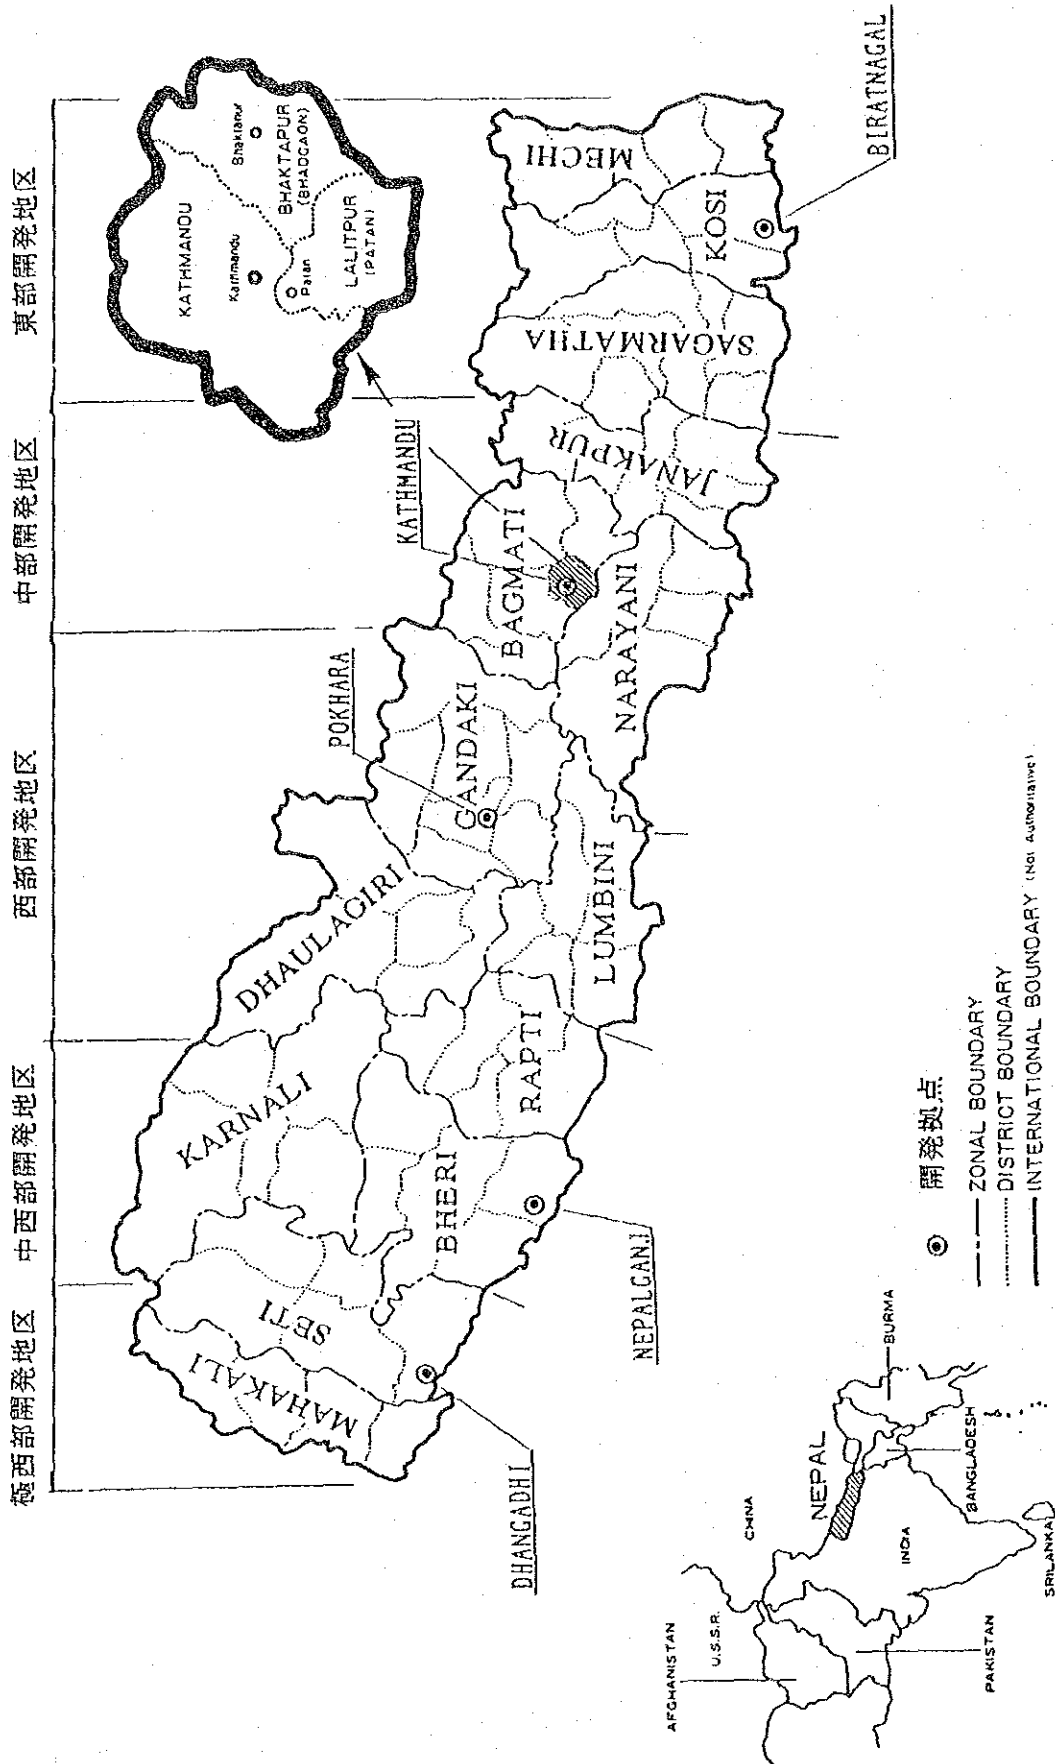 極西部開発地区
中西部開発地区
西部開発地区
中部開発地区
東部開発地区
KATHMANDU
Kathmandu
Bhaktapur
BHAKTAPUR
(BHADGAON)
Patan
LALITPUR
(PATAN)
KATHMANDU
POKHARA
MAHAKALI
SETI
KARNALI
BHERI
DHAULAGIRI
RAPTI
GANDAKI
LUMBINI
BAGMATI
NARAYANI
JANAKPUR
SAGARMATHA
KOSI
MECHI
DHANGADHI
NEPALGANJ
BIRATNAGAL
開発拠点
ZONAL BOUNDARY
DISTRICT BOUNDARY
INTERNATIONAL BOUNDARY (Not Authoritative)
AFGHANISTAN
U.S.S.R.
CHINA
NEPAL
BURMA
INDIA
PAKISTAN
BANGLADESH
SRILANKA